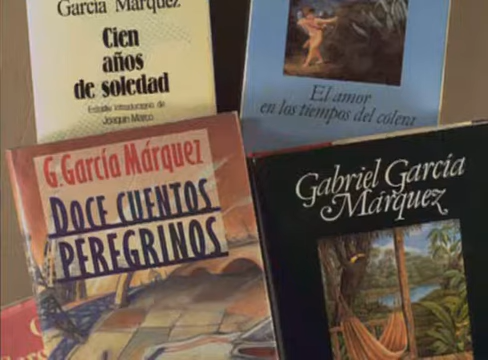 García Márquez
Cien
años
de soledad
Estudio introductorio de
Joaquín Marco
El amor
en los tiempos del cólera
G. García Márquez
DOCE CUENTOS
PEREGRINOS
Gabriel García
Márquez